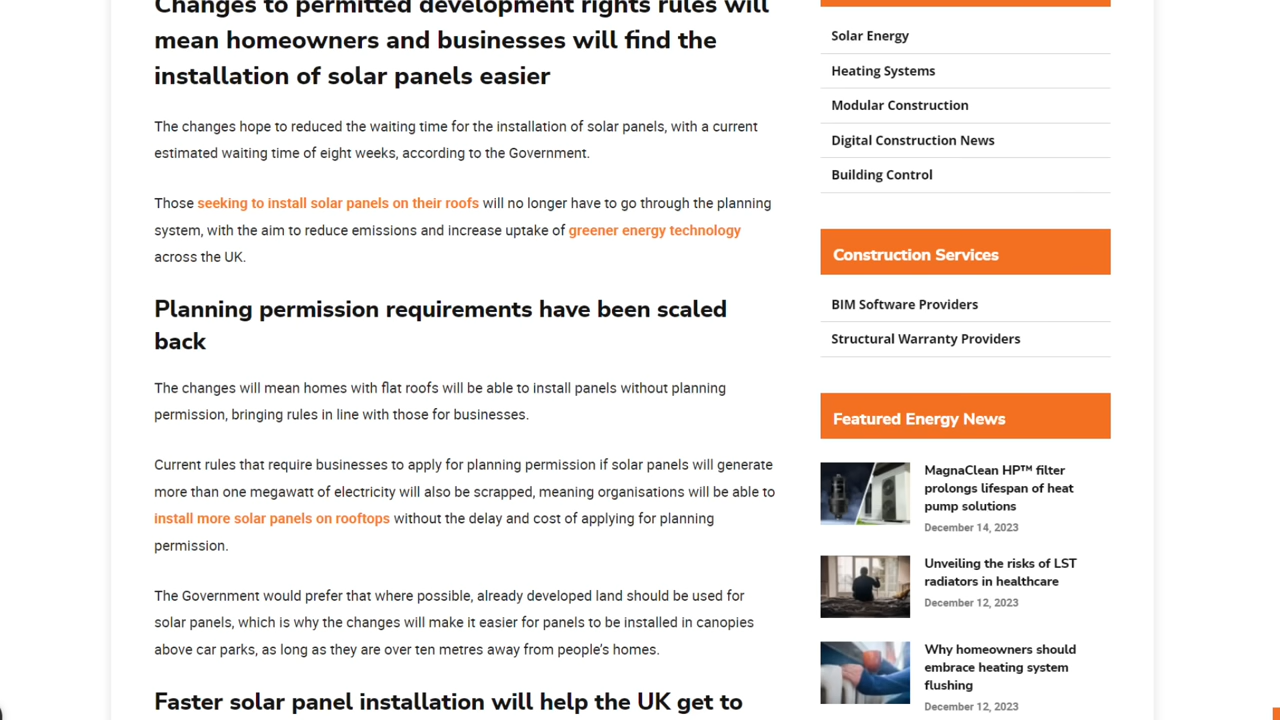 Changes to permitted development rights rules will
mean homeowners and businesses will find the
installation of solar panels easier
The changes hope to reduced the waiting time for the installation of solar panels, with a current
estimated waiting time of eight weeks, according to the Government.
Those seeking to install solar panels on their roofs will no longer have to go through the planning
system, with the aim to reduce emissions and increase uptake of greener energy technology
across the UK.
Planning permission requirements have been scaled
back
The changes will mean homes with flat roofs will be able to install panels without planning
permission, bringing rules in line with those for businesses.
Current rules that require businesses to apply for planning permission if solar panels will generate
more than one megawatt of electricity will also be scrapped, meaning organisations will be able to
install more solar panels on rooftops without the delay and cost of applying for planning
permission.
The Government would prefer that where possible, already developed land should be used for
solar panels, which is why the changes will make it easier for panels to be installed in canopies
above car parks, as long as they are over ten metres away from people's homes.
Faster solar panel installation will help the UK get to
Solar Energy
Heating Systems
Modular Construction
Digital Construction News
Building Control
Construction Services
BIM Software Providers
Structural Warranty Providers
Featured Energy News
MagnaClean HP™ filter
prolongs lifespan of heat
pump solutions
December 14, 2023
Unveiling the risks of LST
radiators in healthcare
December 12, 2023
Why homeowners should
embrace heating system
flushing
December 12, 2023